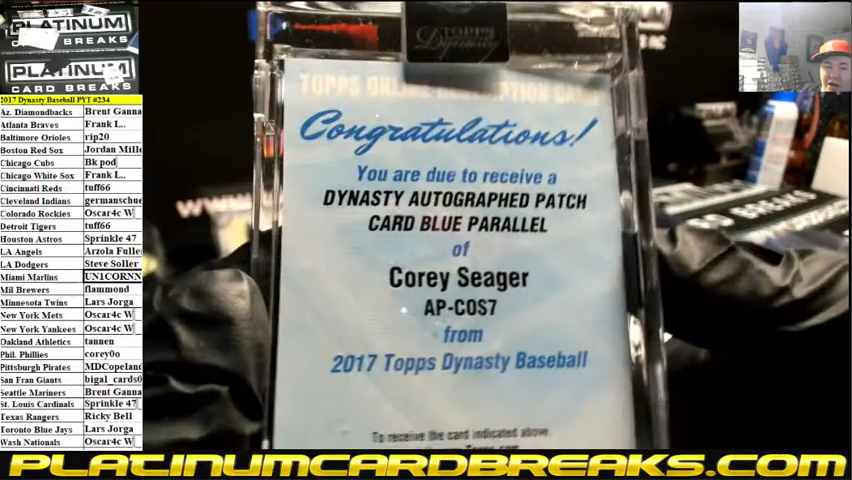 PLATINUM
CARD BREAKS
PLATINUM
CARD BREAKS
2017 Dynasty Baseball PYT #234
Az. Diamondbacks Brent Ganna
Atlanta Braves Frank L..
Baltimore Orioles rip20
Boston Red Sox Jordan Mille
Chicago Cubs Bk pod
Chicago White Sox Frank L..
Cincinnati Reds tuff66
Cleveland Indians germanschue
Colorado Rockies Oscar4c W
Detroit Tigers tuff66
Houston Astros Sprinkle 47
LA Angels Arzola Fulle
LA Dodgers Steve Soller
Miami Marlins UN1CORNN
Mil Brewers flammond
Minnesota Twins Lars Jorga
New York Mets Oscar4c W
New York Yankees Oscar4c W
Oakland Athletics tannen
Phil. Phillies corey0o
Pittsburgh Pirates MDCopelan
San Fran Giants bigal_cards0
Seattle Mariners Brent Ganna
St. Louis Cardinals Sprinkle 47
Texas Rangers Ricky Bell
Toronto Blue Jays Lars Jorga
Wash Nationals Oscar4c W
TOPPS
Dynasty
TOPPS ONLINE CARD
Congratulations!
You are due to receive a
DYNASTY AUTOGRAPHED PATCH
CARD BLUE PARALLEL
of
Corey Seager
AP-COS7
from
2017 Topps Dynasty Baseball
To receive the card indicated above,
BREAKS
PLATINUMCARDBREAKS.COM